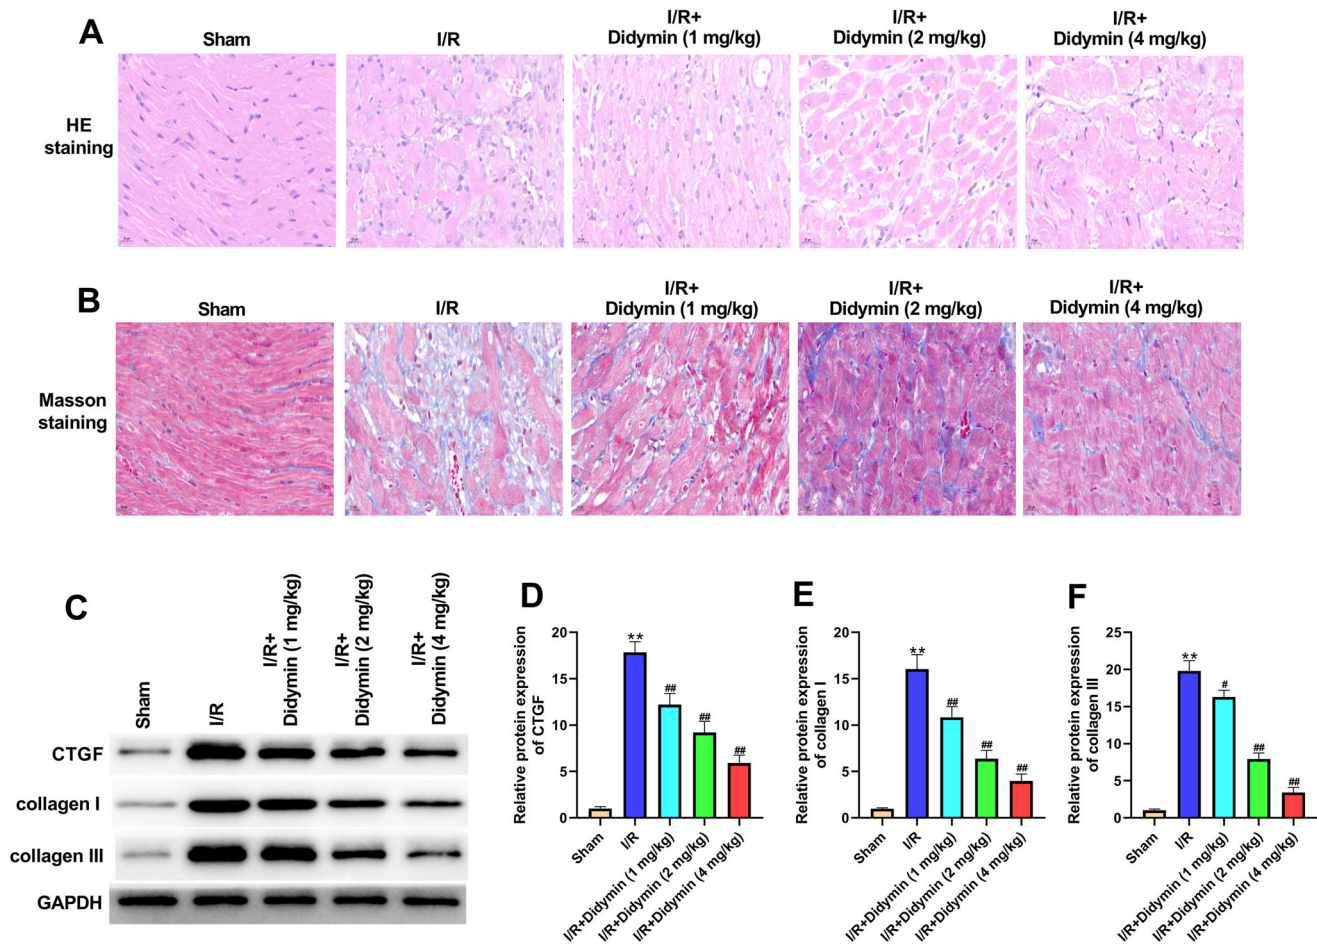 A
Sham
I/R
I/R+
Didymin (1 mg/kg)
I/R+
Didymin (2 mg/kg)
I/R+
Didymin (4 mg/kg)
HE
staining
B
Sham
I/R
I/R+
Didymin (1 mg/kg)
I/R+
Didymin (2 mg/kg)
I/R+
Didymin (4 mg/kg)
Masson
staining
C
Sham
I/R
I/R+
Didymin (1 mg/kg)
I/R+
Didymin (2 mg/kg)
I/R+
Didymin (4 mg/kg)
CTGF
collagen I
collagen III
GAPDH
D
Relative protein expression
of CTGF
20
15
10
5
0
**
##
##
##
Sham
I/R
I/R+Didymin (1 mg/kg)
I/R+Didymin (2 mg/kg)
I/R+Didymin (4 mg/kg)
E
Relative protein expression
of collagen I
20
15
10
5
0
**
##
##
##
Sham
I/R
I/R+Didymin (1 mg/kg)
I/R+Didymin (2 mg/kg)
I/R+Didymin (4 mg/kg)
F
Relative protein expression
of collagen III
25
20
15
10
5
0
**
#
##
##
Sham
I/R
I/R+Didymin (1 mg/kg)
I/R+Didymin (2 mg/kg)
I/R+Didymin (4 mg/kg)